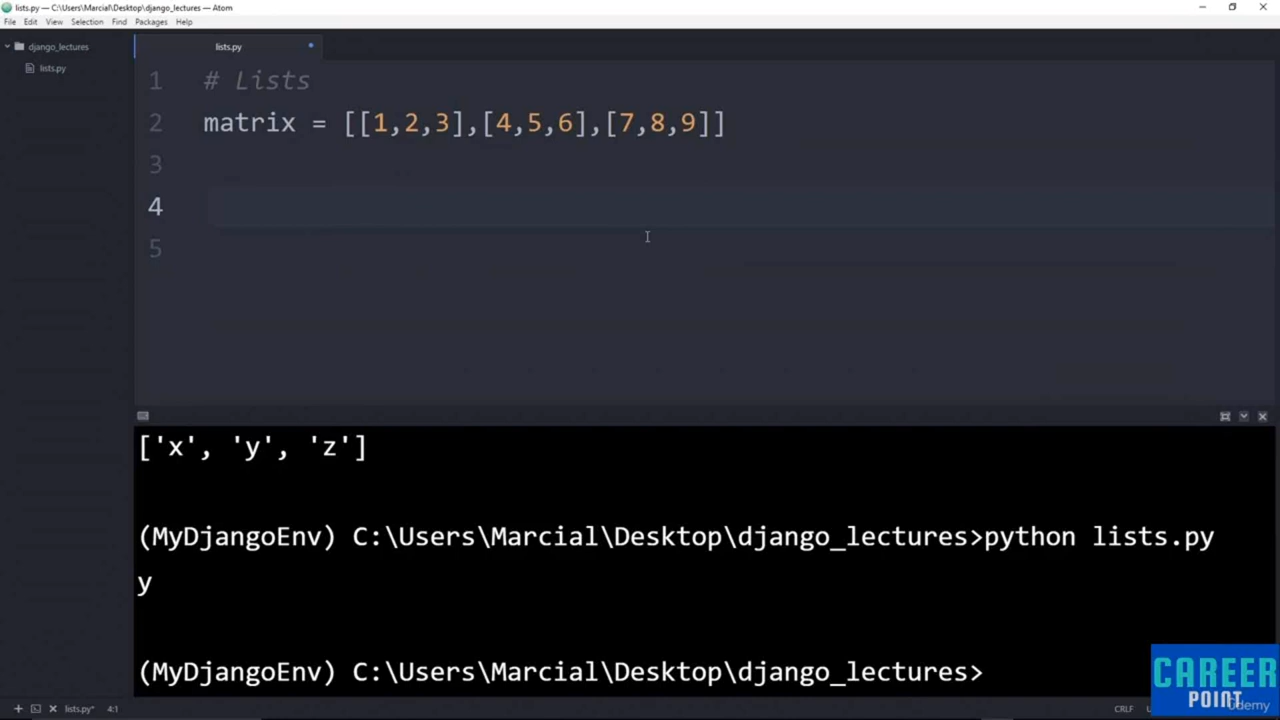 lists.py — C:\Users\Marcial\Desktop\django_lectures — Atom
File Edit View Selection Find Packages Help
django_lectures
lists.py
lists.py
1 # Lists
2 matrix = [[1,2,3],[4,5,6],[7,8,9]]
3
4
5
['x', 'y', 'z']
(MyDjangoEnv) C:\Users\Marcial\Desktop\django_lectures>python lists.py
y
(MyDjangoEnv) C:\Users\Marcial\Desktop\django_lectures>
CAREER
POINT
Udemy
lists.py* 4:1 CRLF